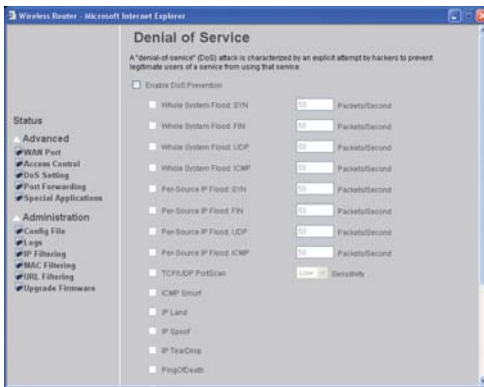 Wireless Router - Microsoft Internet Explorer
Denial of Service
A "denial-of-service" (DoS) attack is characterized by an explicit attempt by hackers to prevent
legitimate users of a service from using that service.
Enable DoS Prevention
Whole System Flood: SYN 50 Packets/Second
Whole System Flood: FIN 50 Packets/Second
Whole System Flood: UDP 50 Packets/Second
Whole System Flood: ICMP 50 Packets/Second
Per-Source IP Flood: SYN 50 Packets/Second
Per-Source IP Flood: FIN 50 Packets/Second
Per-Source IP Flood: UDP 50 Packets/Second
Per-Source IP Flood: ICMP 50 Packets/Second
TCP/UDP PortScan Low Sensitivity
ICMP Smurf
IP Land
IP Spoof
IP TearDrop
PingOfDeath
Status
Advanced
WAN Port
Access Control
DoS Setting
Port Forwarding
Special Applications
Administration
Config File
Logs
IP Filtering
MAC Filtering
URL Filtering
Upgrade Firmware